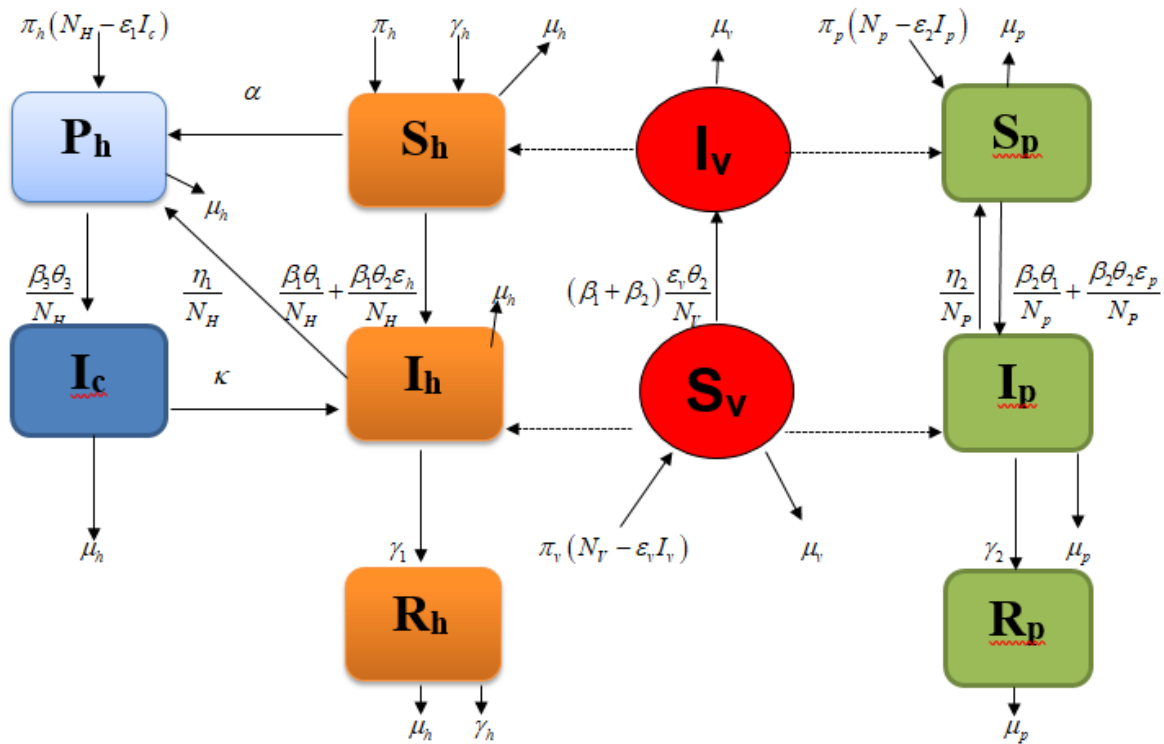 π_h(N_H − ε_1 I_c)
π_h
γ_h
μ_h
μ_v
π_p(N_p − ε_2 I_p)
μ_p
P_h
α
S_h
I_v
S_p
μ_h
β_3θ_3/N_H
η_1/N_H
β_1θ_1/N_H + β_1θ_2ε_h/N_H
μ_h
(β_1 + β_2) ε_vθ_2/N_V
η_2/N_P
β_2θ_1/N_p + β_2θ_2ε_p/N_P
I_c
κ
I_h
S_v
I_p
μ_h
γ_1
π_v(N_V − ε_v I_v)
μ_v
γ_2
μ_p
R_h
R_p
μ_h
γ_h
μ_p